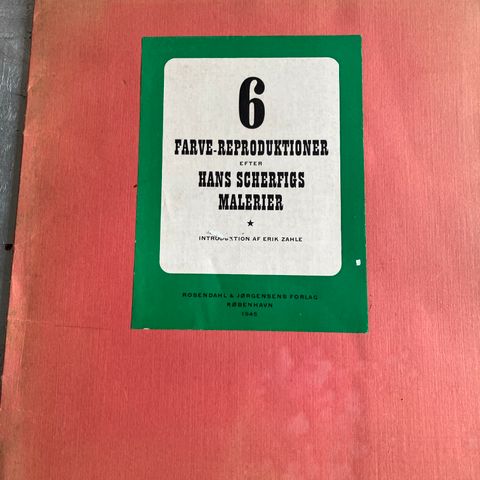 6
FARVE-REPRODUKTIONER
EFTER
HANS SCHERFIGS
MALERIER
★
INTRODUKTION AF ERIK ZAHLE
ROSENDAHL & JØRGENSENS FORLAG
KØBENHAVN
1945